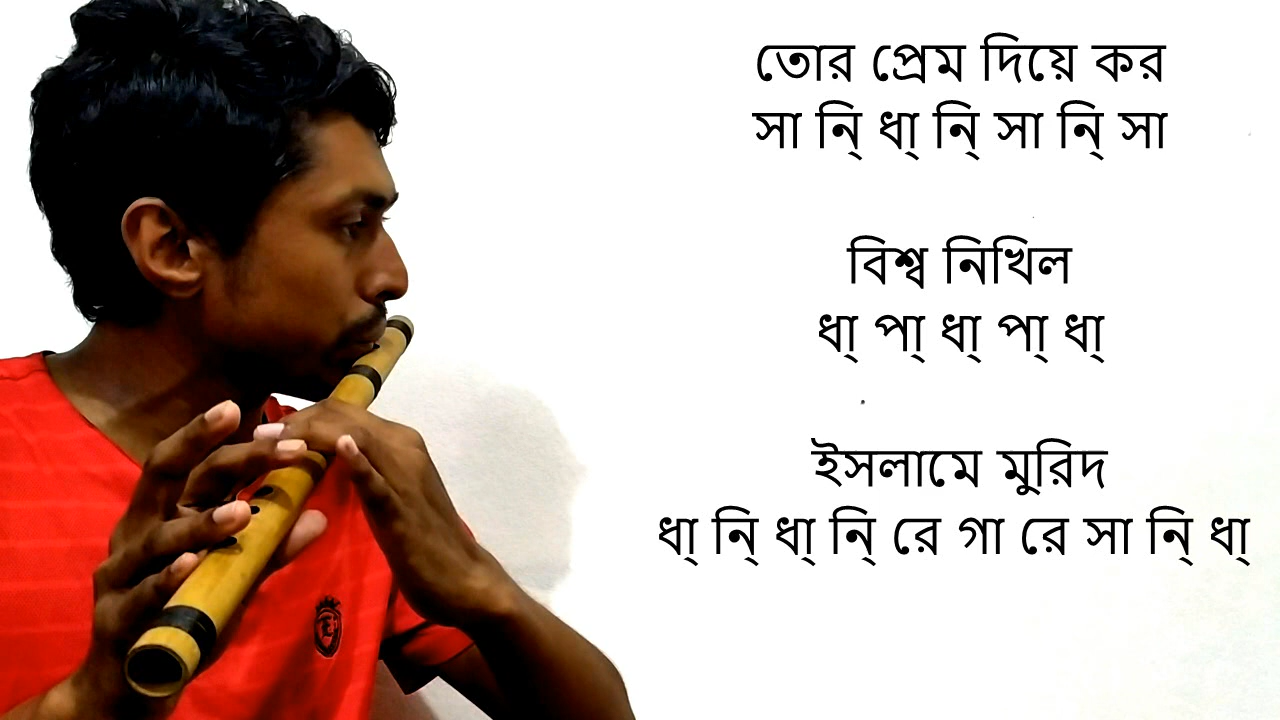 তোর প্রেম দিয়ে কর
সা নি্ ধা্ নি্ সা নি্ সা
বিশ্ব নিখিল
ধা্ পা্ ধা্ পা্ ধা্
ইসলামে মুরিদ
ধা্ নি্ ধা্ নি্ রে গা রে সা নি্ ধা্